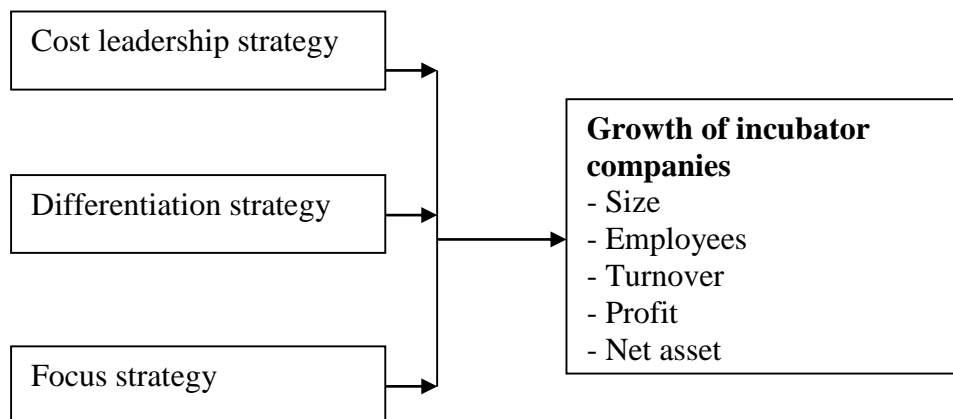 Cost leadership strategy
Differentiation strategy
Focus strategy
Growth of incubator
companies
- Size
- Employees
- Turnover
- Profit
- Net asset